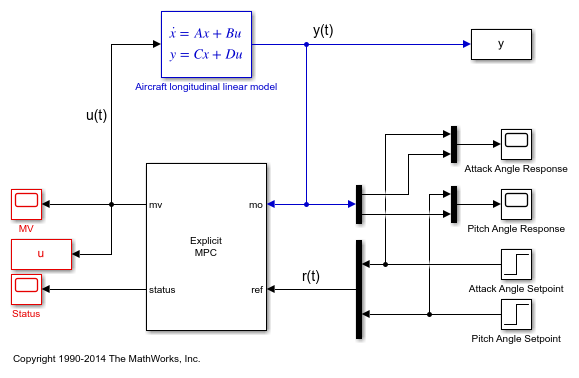 ẋ = Ax + Bu
y = Cx + Du
y(t)
y
Aircraft longitudinal linear model
u(t)
Attack Angle Response
mv
mo
MV
Explicit
MPC
Pitch Angle Response
u
r(t)
status
ref
Attack Angle Setpoint
Status
Pitch Angle Setpoint
Copyright 1990-2014 The MathWorks, Inc.